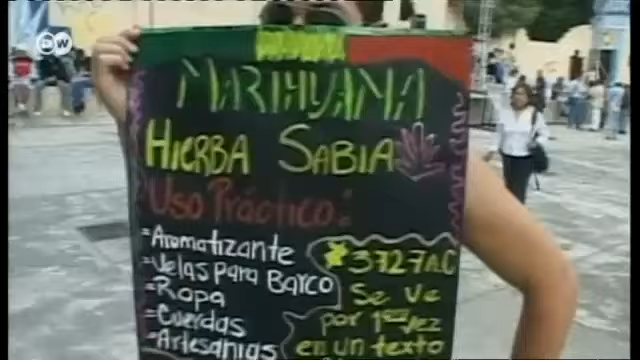 DW
MARIHUANA
HIERBA SABIA
Uso Práctico:
-Aromatizante
-Velas para Barco
-Ropa
-Cuerdas
-Artesanias
*3727 A.C
Se ve
por 1era vez
en un texto